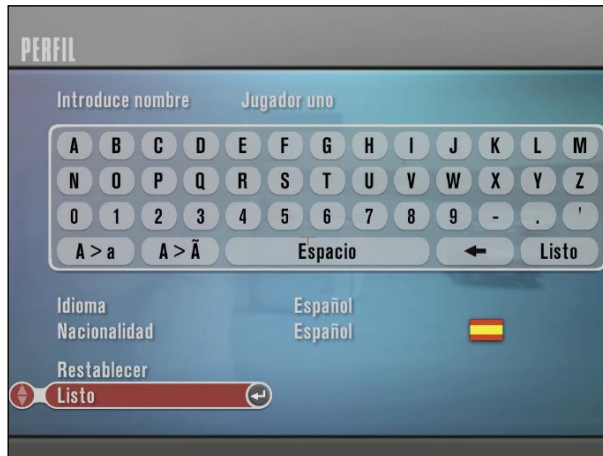 PERFIL
Introduce nombre Jugador uno
A B C D E F G H I J K L M
N O P Q R S T U V W X Y Z
0 1 2 3 4 5 6 7 8 9 - . '
A > a A > Ã Espacio Listo
Idioma Español
Nacionalidad Español
Restablecer
Listo